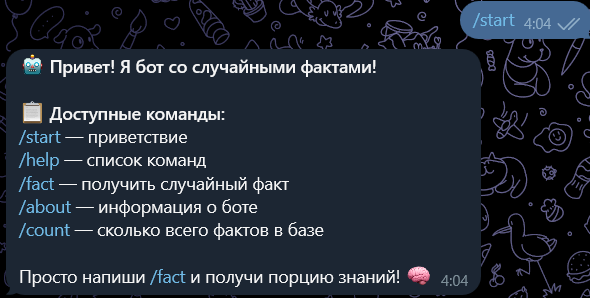 /start 4:04
🤖 Привет! Я бот со случайными фактами!
📋 Доступные команды:
/start — приветствие
/help — список команд
/fact — получить случайный факт
/about — информация о боте
/count — сколько всего фактов в базе
Просто напиши /fact и получи порцию знаний! 🧠 4:04